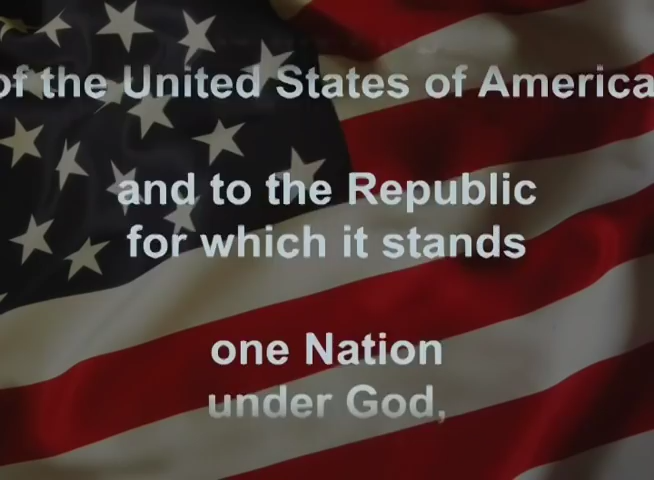 of the United States of America
and to the Republic
for which it stands
one Nation
under God,